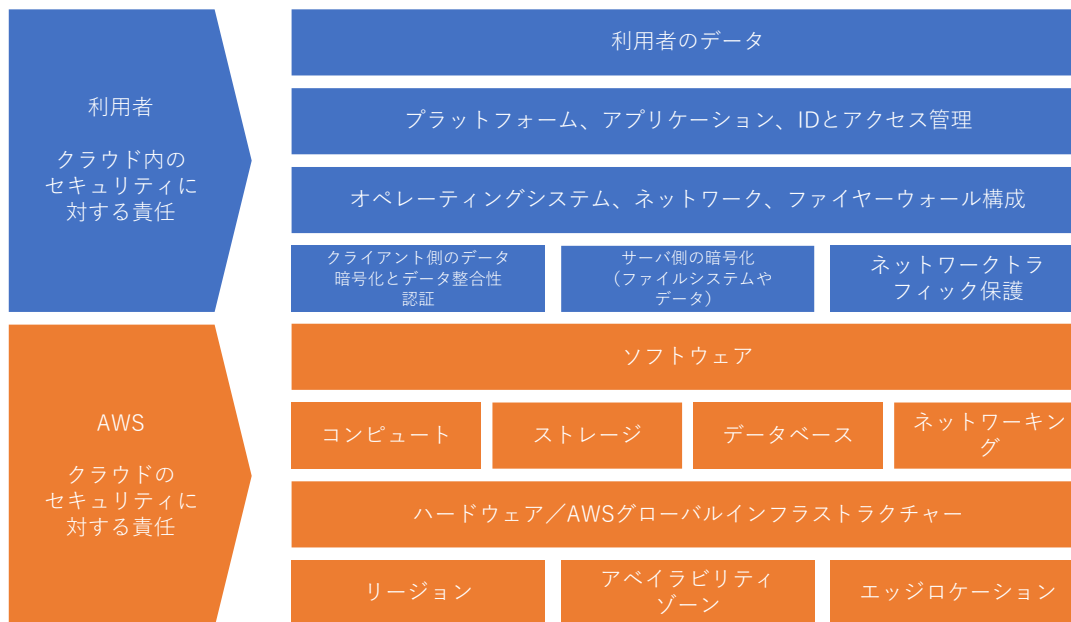 利用者
クラウド内の
セキュリティに
対する責任
利用者のデータ
プラットフォーム、アプリケーション、IDとアクセス管理
オペレーティングシステム、ネットワーク、ファイヤーウォール構成
クライアント側のデータ
暗号化とデータ整合性
認証
サーバ側の暗号化
（ファイルシステムや
データ）
ネットワークトラ
フィック保護
AWS
クラウドの
セキュリティに
対する責任
ソフトウェア
コンピュート
ストレージ
データベース
ネットワーキン
グ
ハードウェア／AWSグローバルインフラストラクチャー
リージョン
アベイラビリティ
ゾーン
エッジロケーション